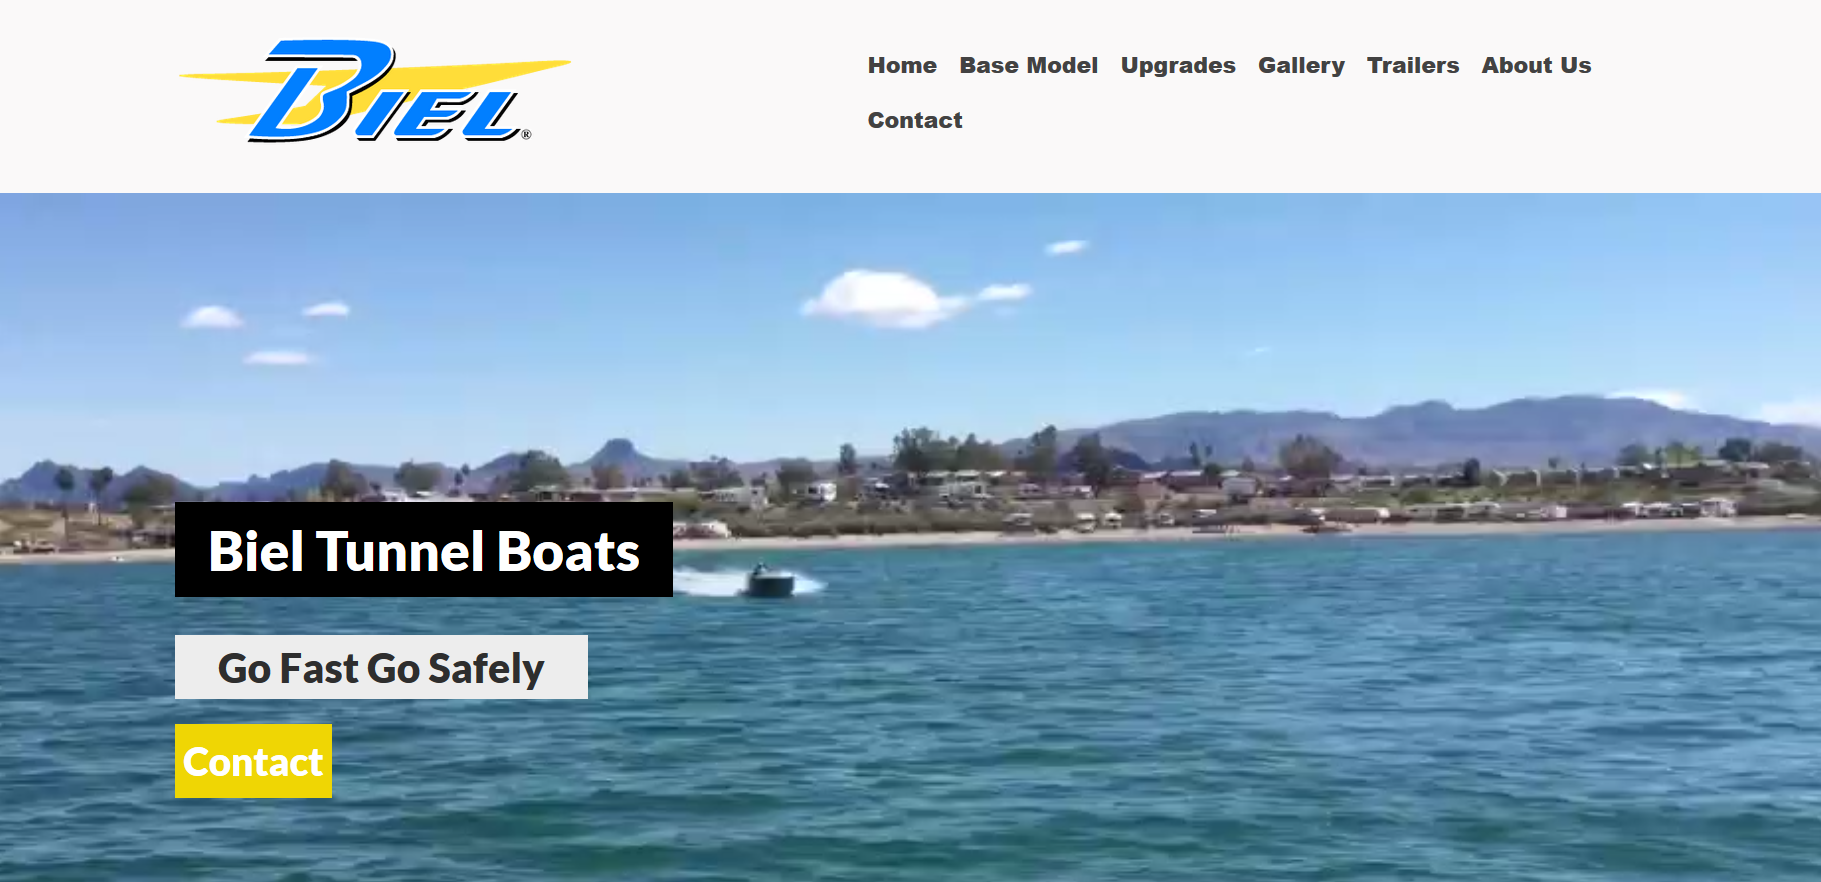 BIEL®
Home Base Model Upgrades Gallery Trailers About Us
Contact
Biel Tunnel Boats
Go Fast Go Safely
Contact